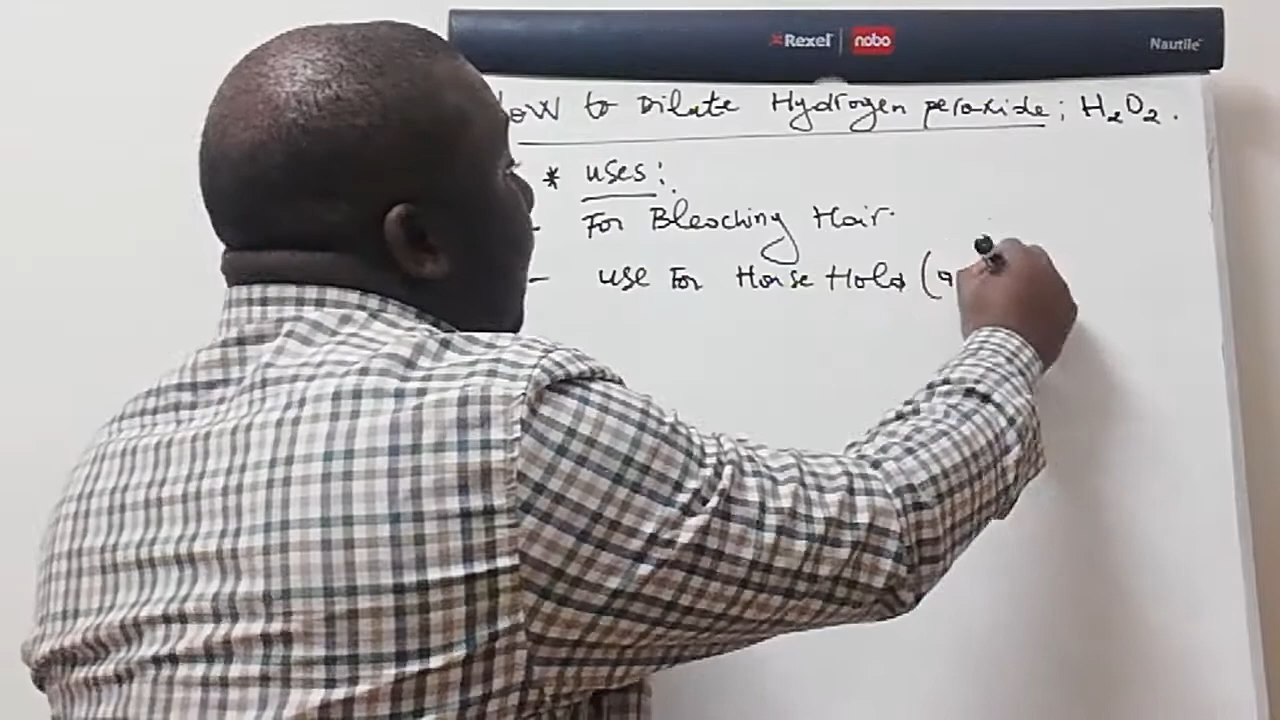 Rexel nobo Nautile
How to Dilute Hydrogen peroxide; H2O2.
* Uses:
- For Bleaching Hair.
- Use For House Hold (